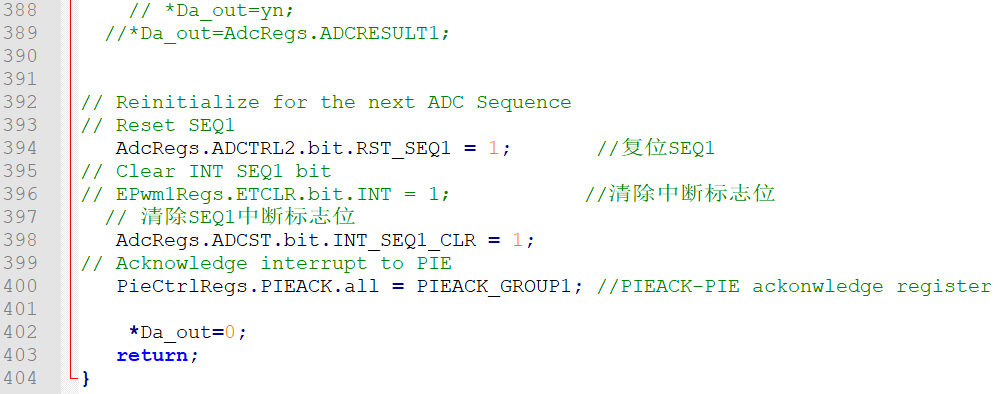 388 // *Da_out=yn;
389 //*Da_out=AdcRegs.ADCRESULT1;
390
391
392 // Reinitialize for the next ADC Sequence
393 // Reset SEQ1
394 AdcRegs.ADCTRL2.bit.RST_SEQ1 = 1; //复位SEQ1
395 // Clear INT SEQ1 bit
396 // EPwm1Regs.ETCLR.bit.INT = 1; //清除中断标志位
397 // 清除SEQ1中断标志位
398 AdcRegs.ADCST.bit.INT_SEQ1_CLR = 1;
399 // Acknowledge interrupt to PIE
400 PieCtrlRegs.PIEACK.all = PIEACK_GROUP1; //PIEACK-PIE ackonwledge register
401
402 *Da_out=0;
403 return;
404 }